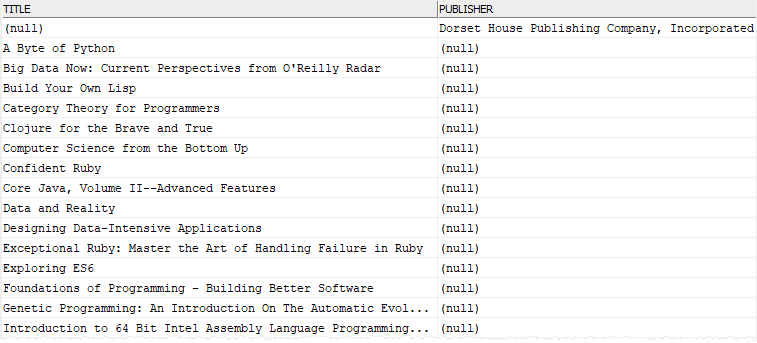 TITLE PUBLISHER
(null) Dorset House Publishing Company, Incorporated
A Byte of Python (null)
Big Data Now: Current Perspectives from O'Reilly Radar (null)
Build Your Own Lisp (null)
Category Theory for Programmers (null)
Clojure for the Brave and True (null)
Computer Science from the Bottom Up (null)
Confident Ruby (null)
Core Java, Volume II--Advanced Features (null)
Data and Reality (null)
Designing Data-Intensive Applications (null)
Exceptional Ruby: Master the Art of Handling Failure in Ruby (null)
Exploring ES6 (null)
Foundations of Programming - Building Better Software (null)
Genetic Programming: An Introduction On The Automatic Evol... (null)
Introduction to 64 Bit Intel Assembly Language Programming... (null)